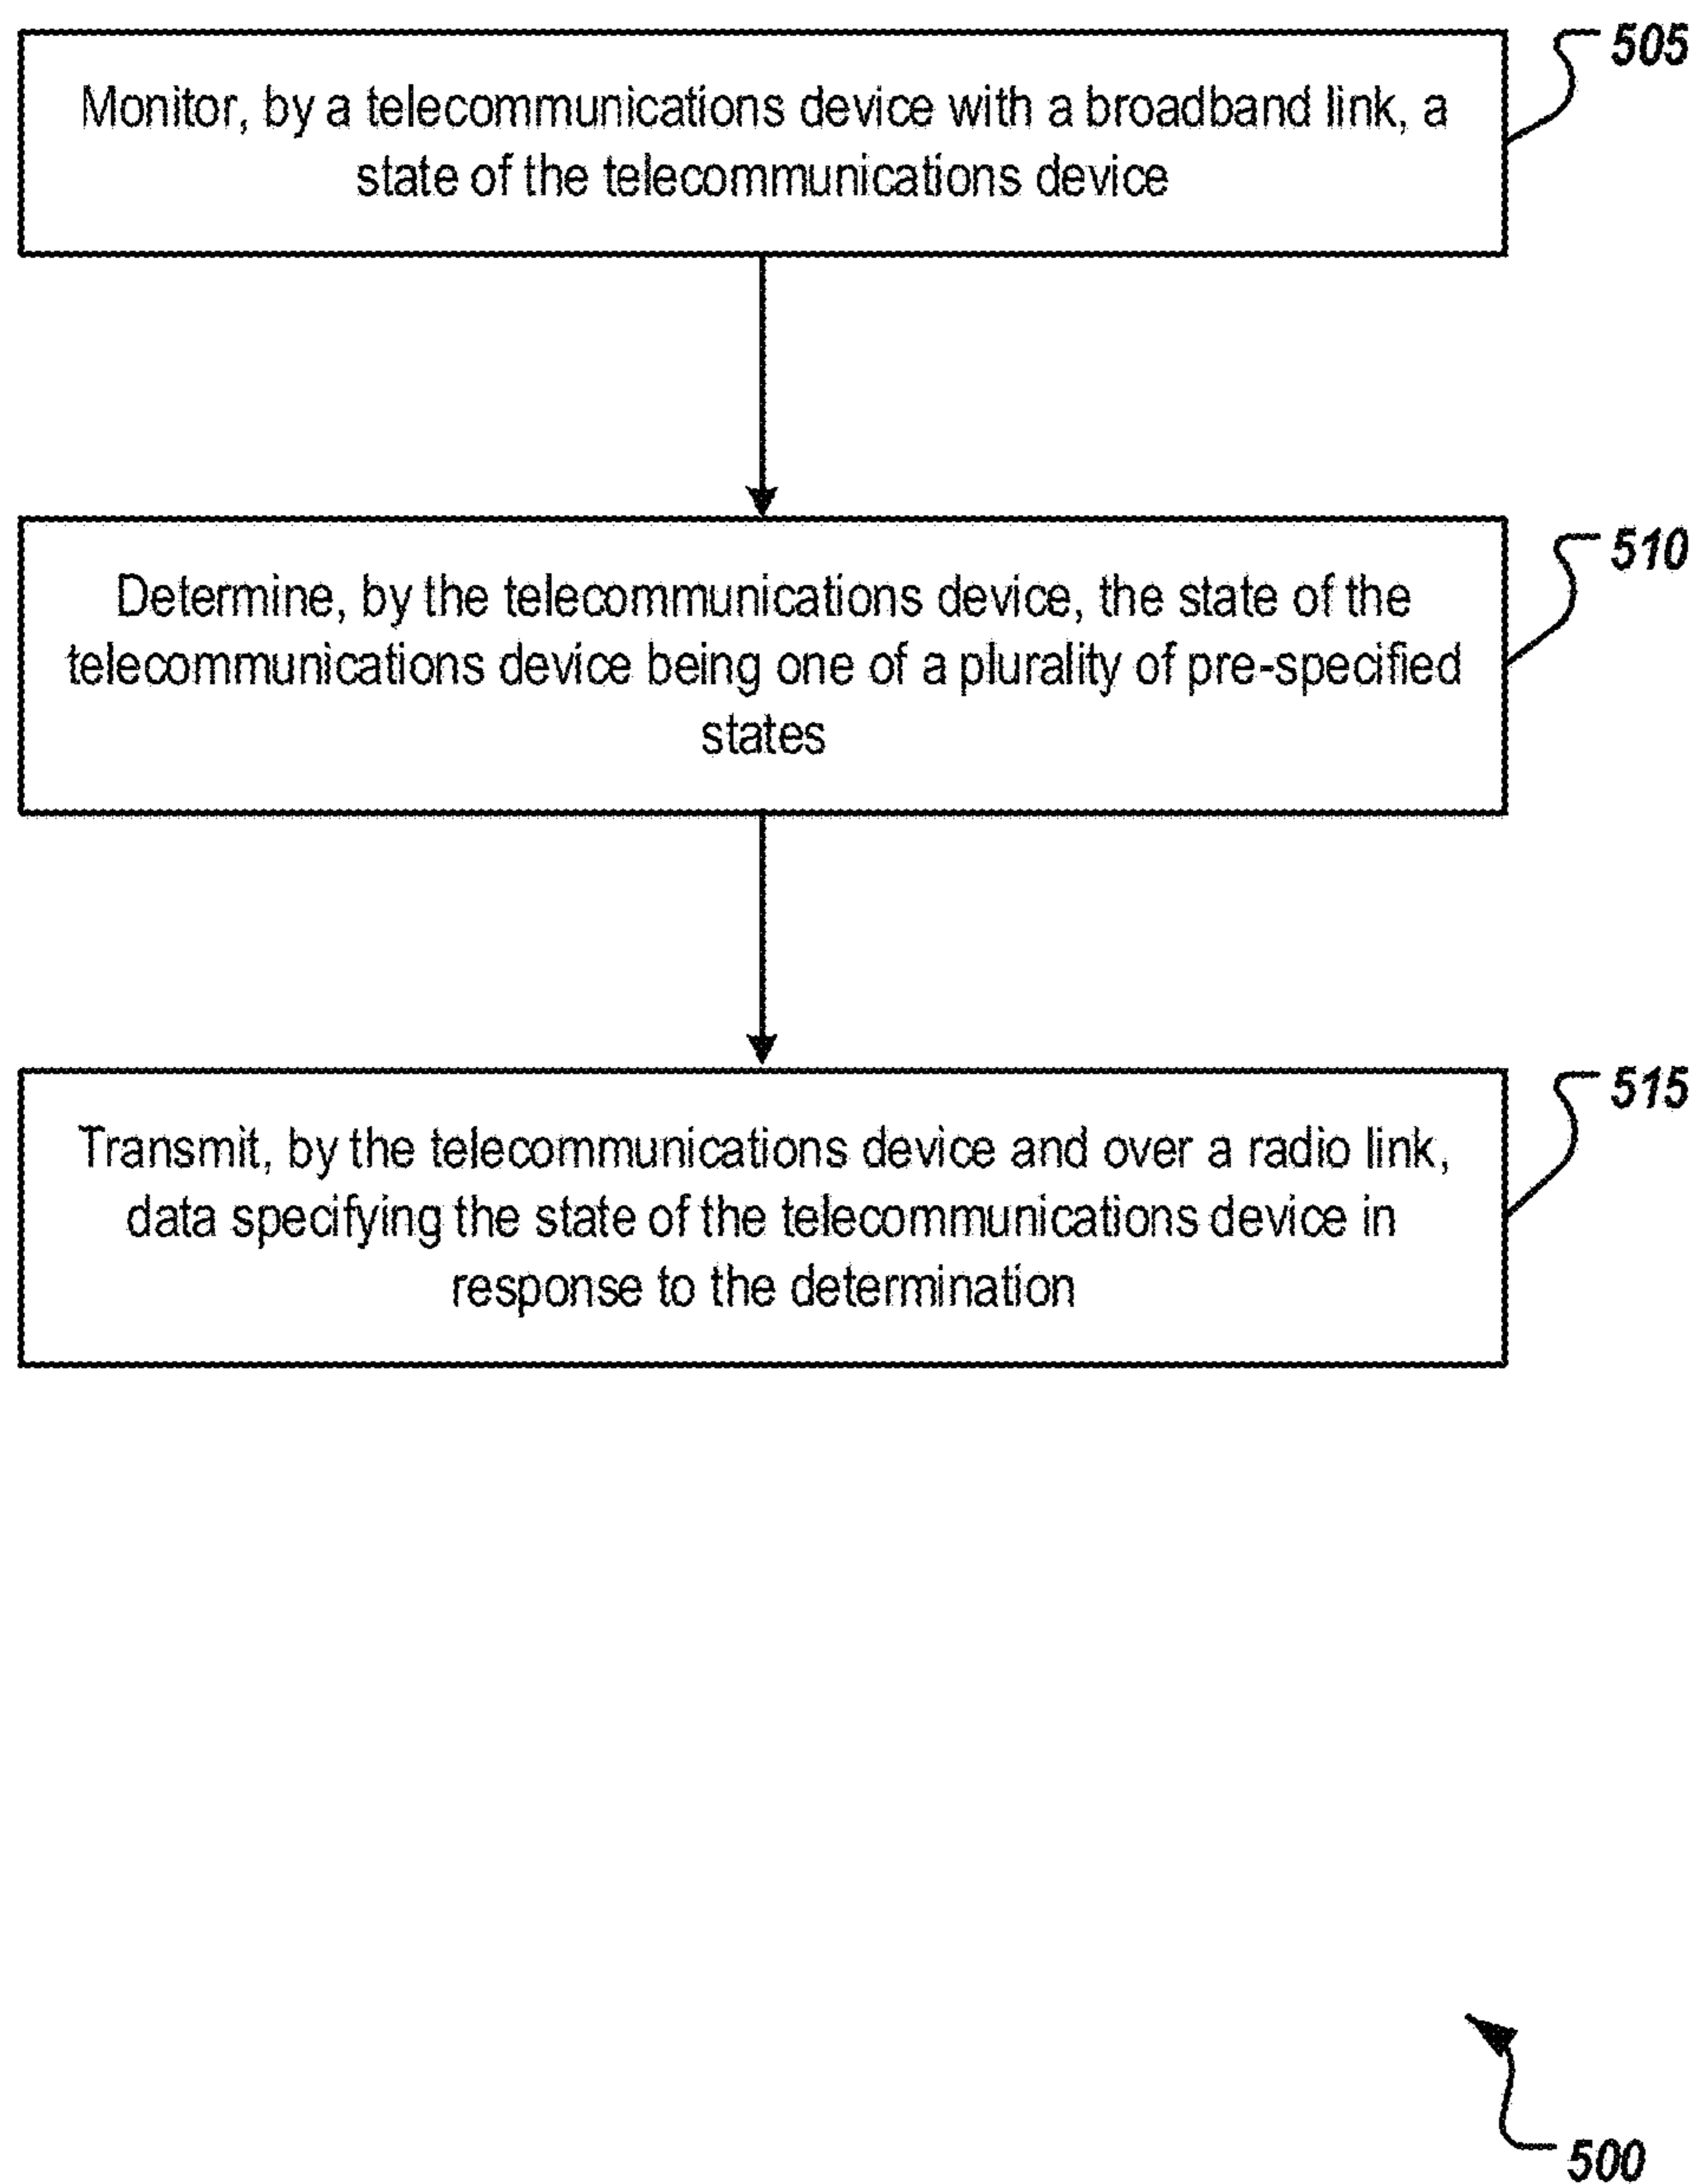 505
Monitor, by a telecommunications device with a broadband link, a
state of the telecommunications device
510
Determine, by the telecommunications device, the state of the
telecommunications device being one of a plurality of pre-specified
states
515
Transmit, by the telecommunications device and over a radio link,
data specifying the state of the telecommunications device in
response to the determination
500